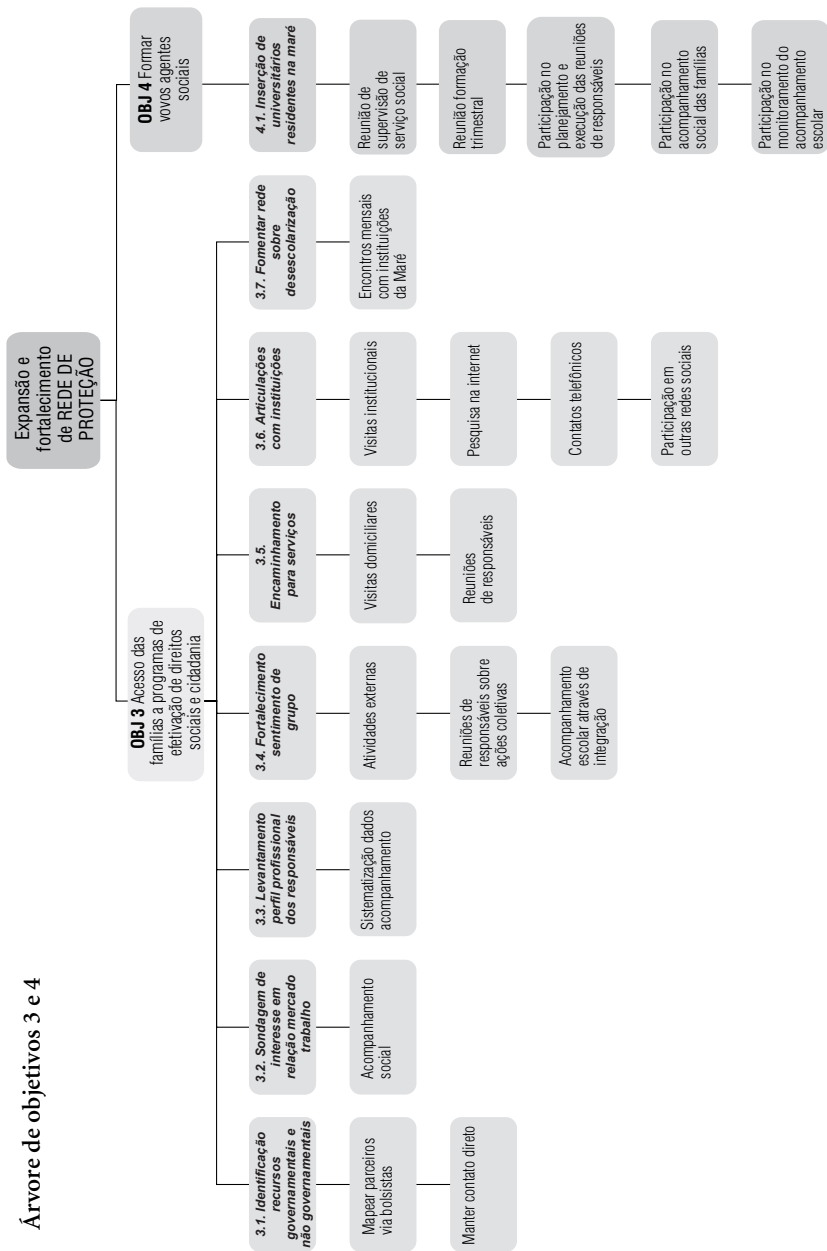 Árvore de objetivos 3 e 4
Expansão e
fortalecimento
de REDE DE
PROTEÇÃO
OBJ 3 Acesso das
famílias a programas de
efetivação de direitos
sociais e cidadania
3.1. Identificação
recursos
governamentais e
não governamentais
Mapear parceiros
via bolsistas
Manter contato direto
3.2. Sondagem de
interesse em
relação mercado
trabalho
Acompanhamento
social
3.3. Levantamento
perfil profissional
dos responsáveis
Sistematização dados
acompanhamento
3.4. Fortalecimento
sentimento de
grupo
Atividades externas
Reuniões de
responsáveis sobre
ações coletivas
Acompanhamento
escolar através de
integração
3.5.
Encaminhamento
para serviços
Visitas domiciliares
Reuniões
de responsáveis
3.6. Articulações
com instituições
Visitas institucionais
Pesquisa na internet
Contatos telefônicos
Participação em
outras redes sociais
3.7. Fomentar rede
sobre
desescolarização
Encontros mensais
com instituições
da Maré
OBJ 4 Formar
vovos agentes
sociais
4.1. Inserção de
universitários
residentes na maré
Reunião de
supervisão de
serviço social
Reunião formação
trimestral
Participação no
planejamento e
execução das reuniões
de responsáveis
Participação no
acompanhamento
social das famílias
Participação no
monitoramento do
acompanhamento
escolar